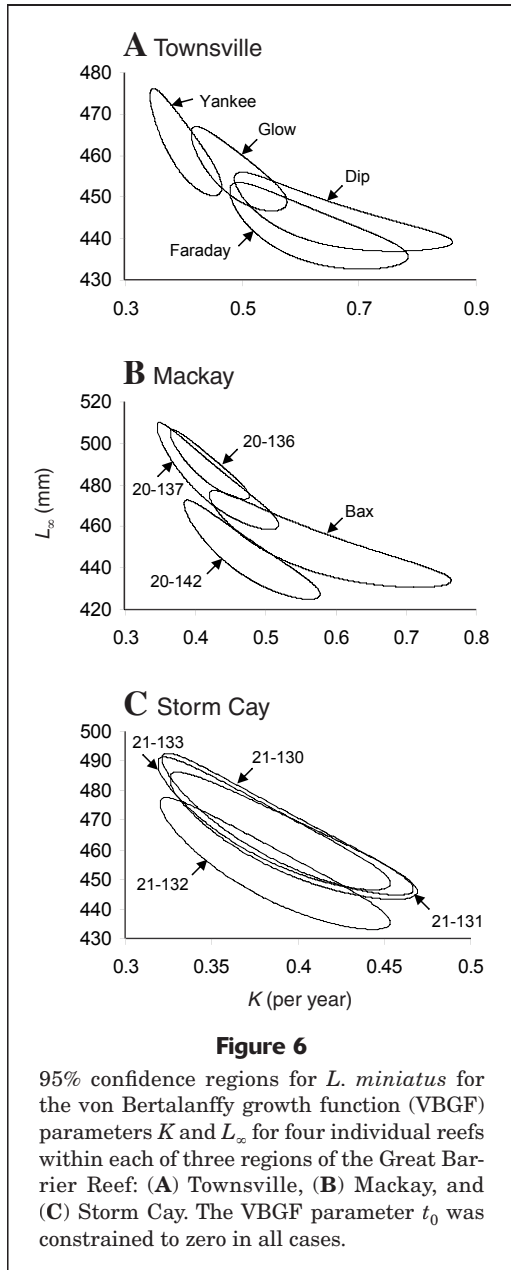 A Townsville
480
470
460
450
440
430
Yankee
Glow
Dip
Faraday
0.3 0.5 0.7 0.9
B Mackay
520
500
480
460
440
420
20-136
20-137
Bax
20-142
0.3 0.4 0.5 0.6 0.7 0.8
L∞ (mm)
C Storm Cay
500
490
480
470
460
450
440
430
21-133
21-130
21-132
21-131
0.3 0.35 0.4 0.45 0.5
K (per year)
Figure 6
95% confidence regions for L. miniatus for
the von Bertalanffy growth function (VBGF)
parameters K and L∞ for four individual reefs
within each of three regions of the Great Bar-
rier Reef: (A) Townsville, (B) Mackay, and
(C) Storm Cay. The VBGF parameter t₀ was
constrained to zero in all cases.